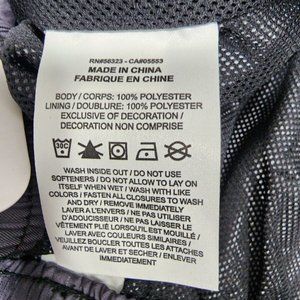 RN#56323 - CA#05553
MADE IN CHINA
FABRIQUE EN CHINE
BODY / CORPS: 100% POLYESTER
LINING / DOUBLURE: 100% POLYESTER
EXCLUSIVE OF DECORATION /
DECORATION NON COMPRISE
30C
WASH INSIDE OUT / DO NOT USE
SOFTENERS / DO NOT ALLOW TO LAY ON
ITSELF WHEN WET / WASH WITH LIKE
COLORS / FASTEN ALL CLOSURES TO WASH
AND DRY / REMOVE IMMEDIATELY
LAVER A L'ENVERS / NE PAS UTILISER
D'ADOUCISSEUR / NE PAS LAISSER LE
VÊTEMENT PLIÉ LORSQU'IL EST MOUILLÉ /
LAVER AVEC COULEURS SIMILAIRES /
VEUILLEZ BOUCLER TOUTES LES ATTACHES
AVANT DE LAVER ET SECHER / ENLEVER
IMMEDIATEMENT